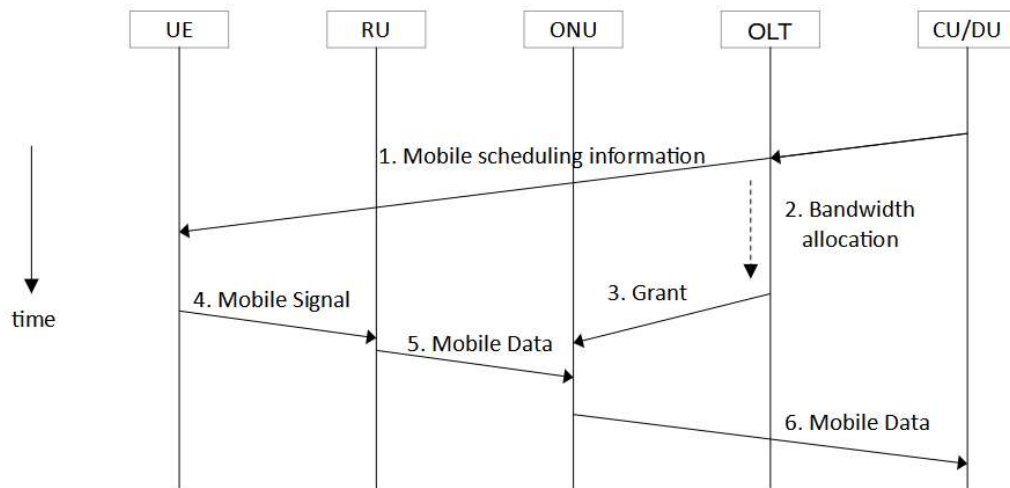 UE
RU
ONU
OLT
CU/DU
1. Mobile scheduling information
2. Bandwidth
allocation
3. Grant
4. Mobile Signal
time
5. Mobile Data
6. Mobile Data